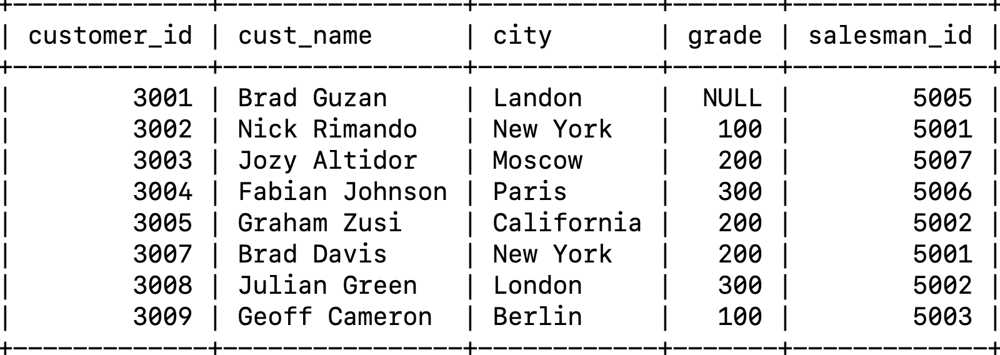 +--------------+----------------+------------+-------+-------------+
| customer_id | cust_name | city | grade | salesman_id |
+--------------+----------------+------------+-------+-------------+
| 3001 | Brad Guzan | Landon | NULL | 5005 |
| 3002 | Nick Rimando | New York | 100 | 5001 |
| 3003 | Jozy Altidor | Moscow | 200 | 5007 |
| 3004 | Fabian Johnson | Paris | 300 | 5006 |
| 3005 | Graham Zusi | California | 200 | 5002 |
| 3007 | Brad Davis | New York | 200 | 5001 |
| 3008 | Julian Green | London | 300 | 5002 |
| 3009 | Geoff Cameron | Berlin | 100 | 5003 |
+--------------+----------------+------------+-------+-------------+